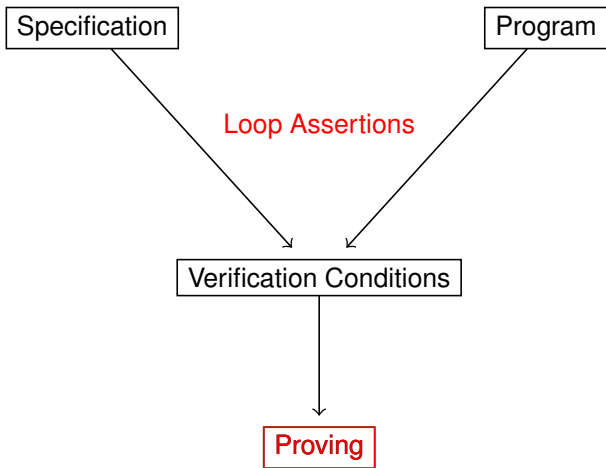 Specification
Program
Loop Assertions
Verification Conditions
Proving